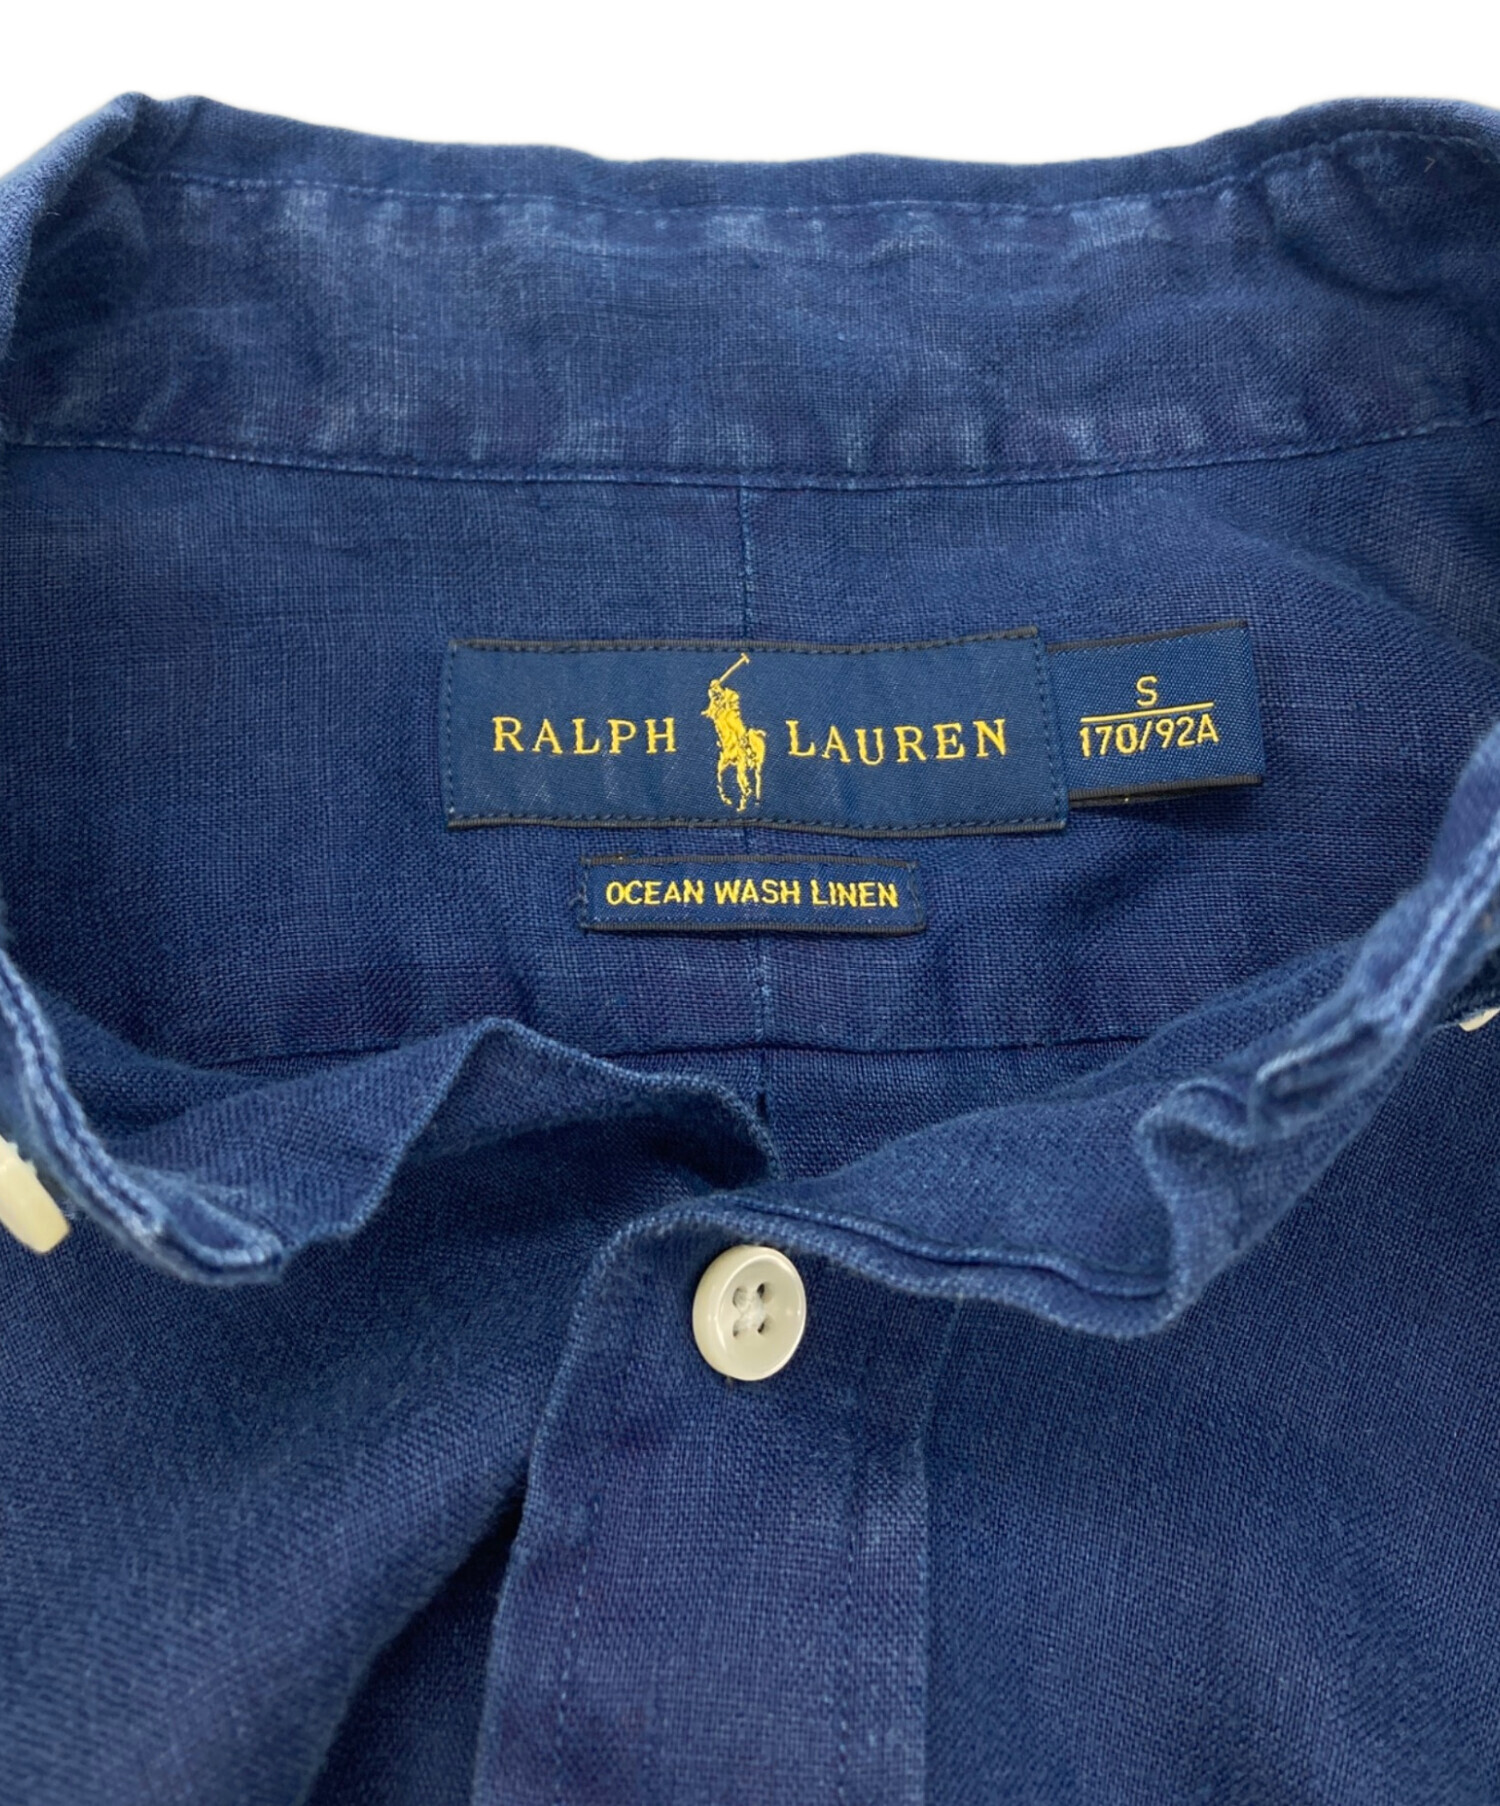 RALPH LAUREN
S
170/92A
OCEAN WASH LINEN